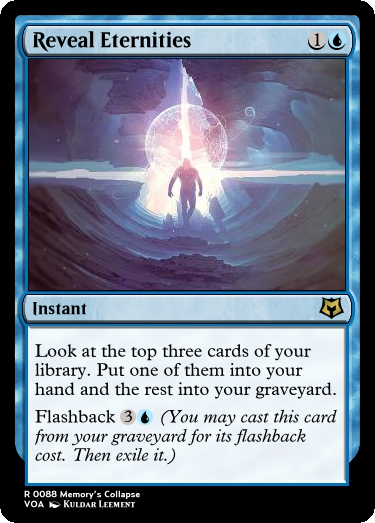 Reveal Eternities 1
Instant
Look at the top three cards of your
library. Put one of them into your
hand and the rest into your graveyard.
Flashback 3 (You may cast this card
from your graveyard for its flashback
cost. Then exile it.)
R 0088 Memory's Collapse
VOA Kuldar Leement